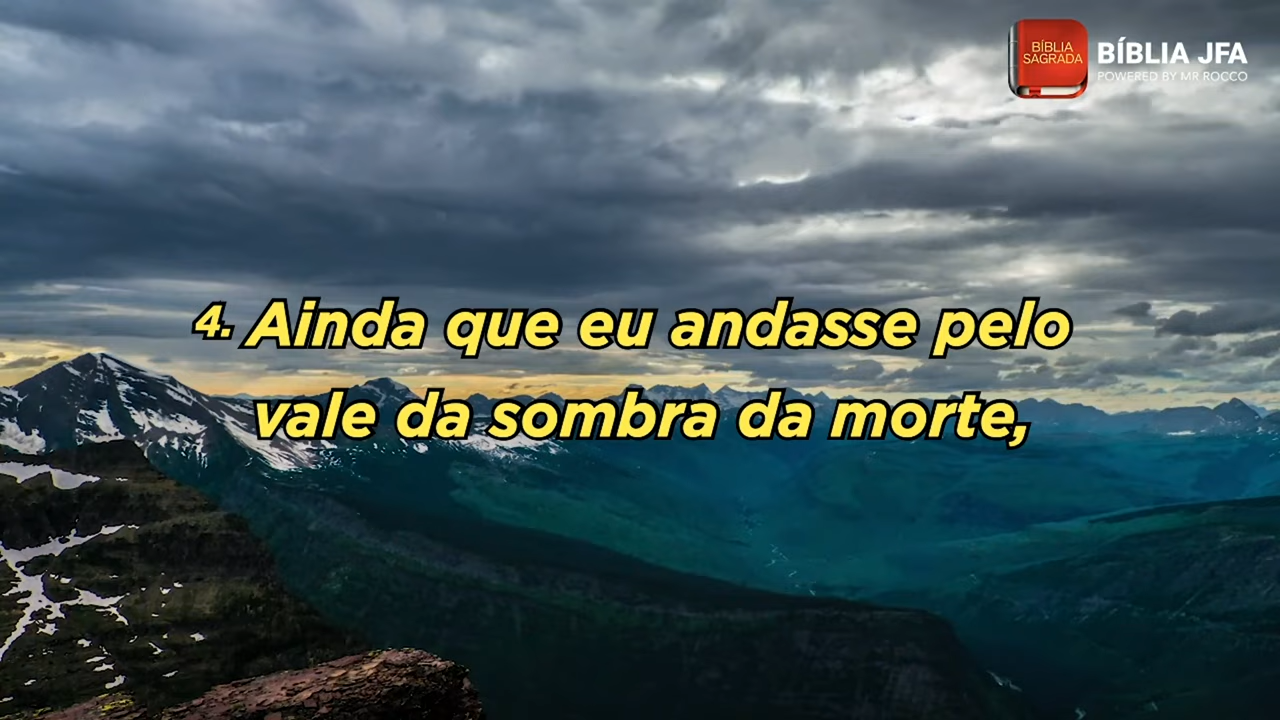 BÍBLIA
SAGRADA
BÍBLIA JFA
POWERED BY MR ROCCO
4. Ainda que eu andasse pelo
vale da sombra da morte,